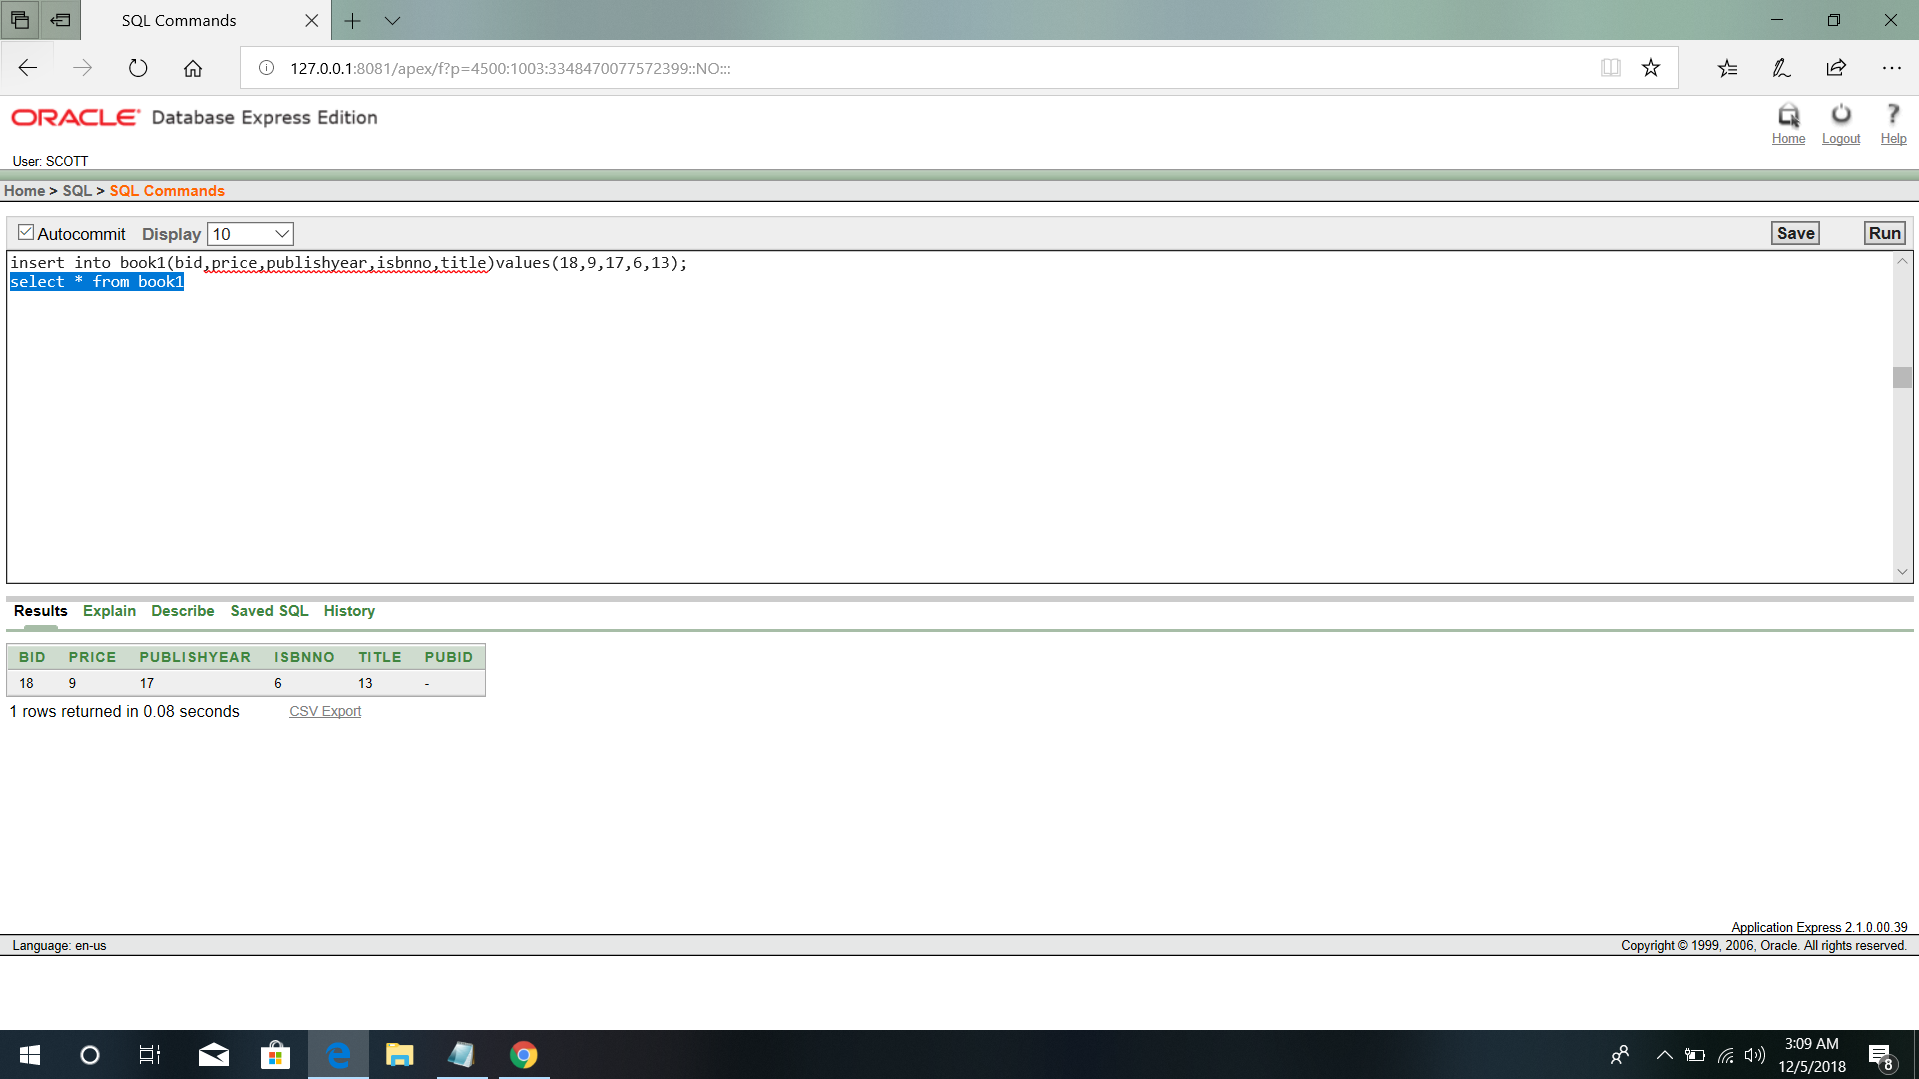 SQL Commands
127.0.0.1:8081/apex/f?p=4500:1003:3348470077572399::NO:::
ORACLE Database Express Edition
Home Logout Help
User: SCOTT
Home > SQL > SQL Commands
Autocommit Display 10 Save Run
insert into book1(bid,price,publishyear,isbnno,title)values(18,9,17,6,13);
select * from book1
Results Explain Describe Saved SQL History
BID PRICE PUBLISHYEAR ISBNNO TITLE PUBID
18 9 17 6 13 -
1 rows returned in 0.08 seconds CSV Export
Application Express 2.1.0.00.39
Language: en-us Copyright © 1999, 2006, Oracle. All rights reserved.
3:09 AM
12/5/2018
8